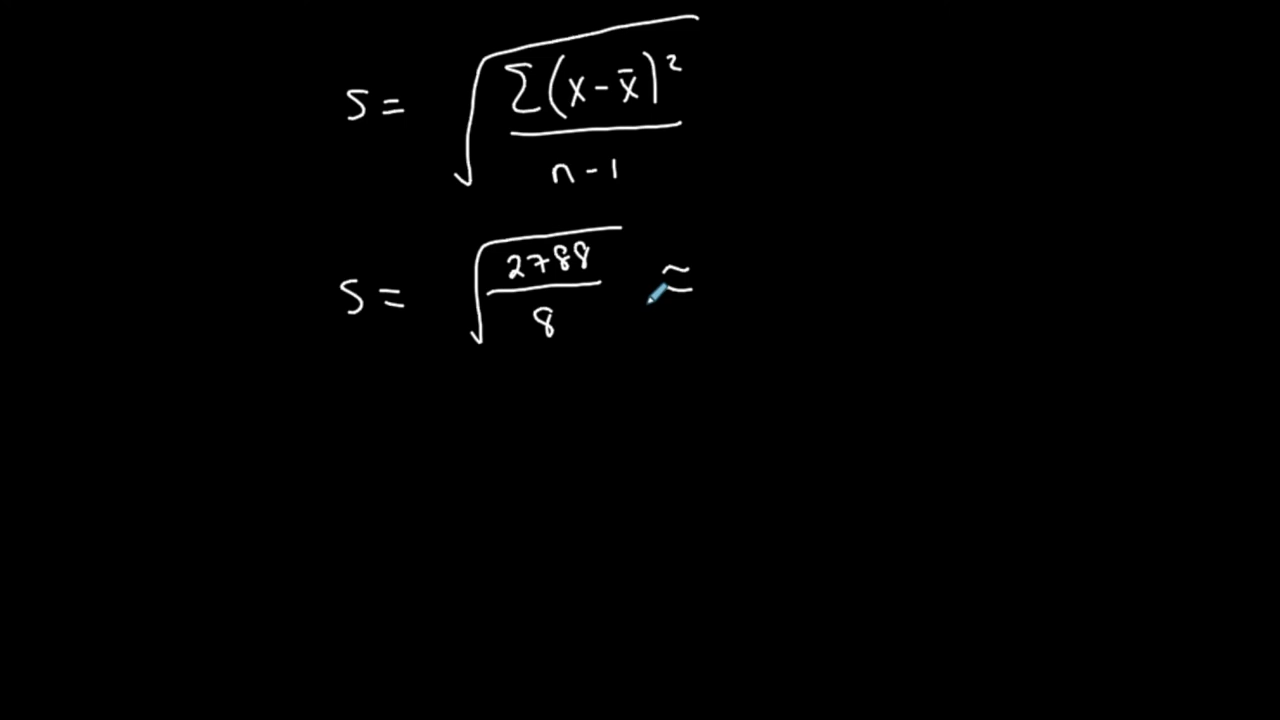 S = √(Σ(x - x̄)² / n - 1)
S = √(2788 / 8) ≈